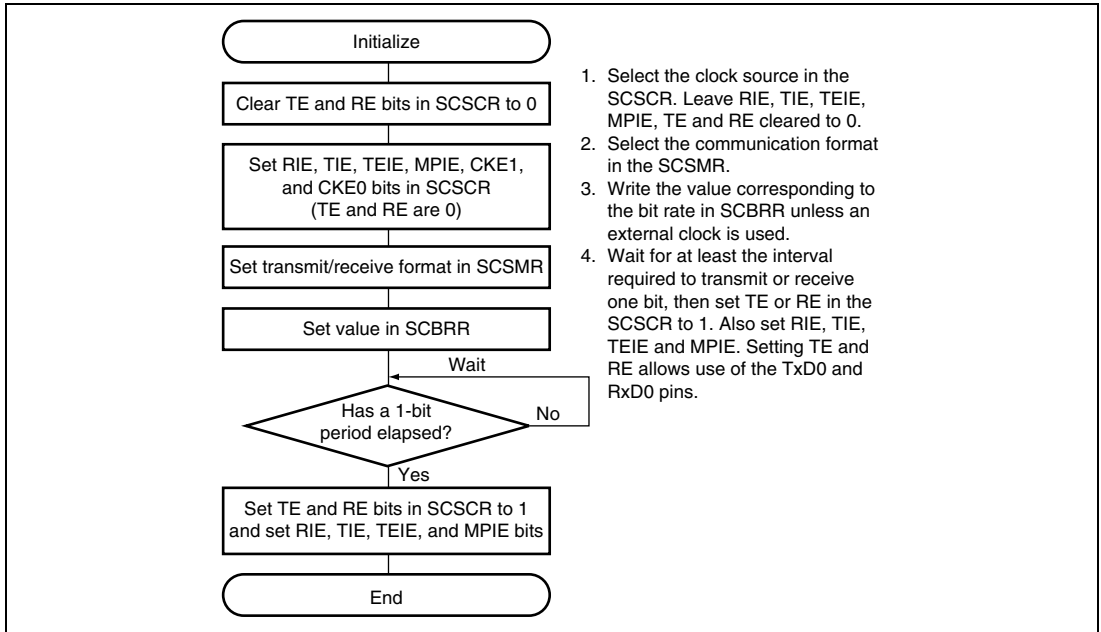 Initialize
Clear TE and RE bits in SCSCR to 0
Set RIE, TIE, TEIE, MPIE, CKE1,
and CKE0 bits in SCSCR
(TE and RE are 0)
Set transmit/receive format in SCSMR
Set value in SCBRR
Wait
Has a 1-bit
period elapsed?
No
Yes
Set TE and RE bits in SCSCR to 1
and set RIE, TIE, TEIE, and MPIE bits
End
1. Select the clock source in the
SCSCR. Leave RIE, TIE, TEIE,
MPIE, TE and RE cleared to 0.
2. Select the communication format
in the SCSMR.
3. Write the value corresponding to
the bit rate in SCBRR unless an
external clock is used.
4. Wait for at least the interval
required to transmit or receive
one bit, then set TE or RE in the
SCSCR to 1. Also set RIE, TIE,
TEIE and MPIE. Setting TE and
RE allows use of the TxD0 and
RxD0 pins.